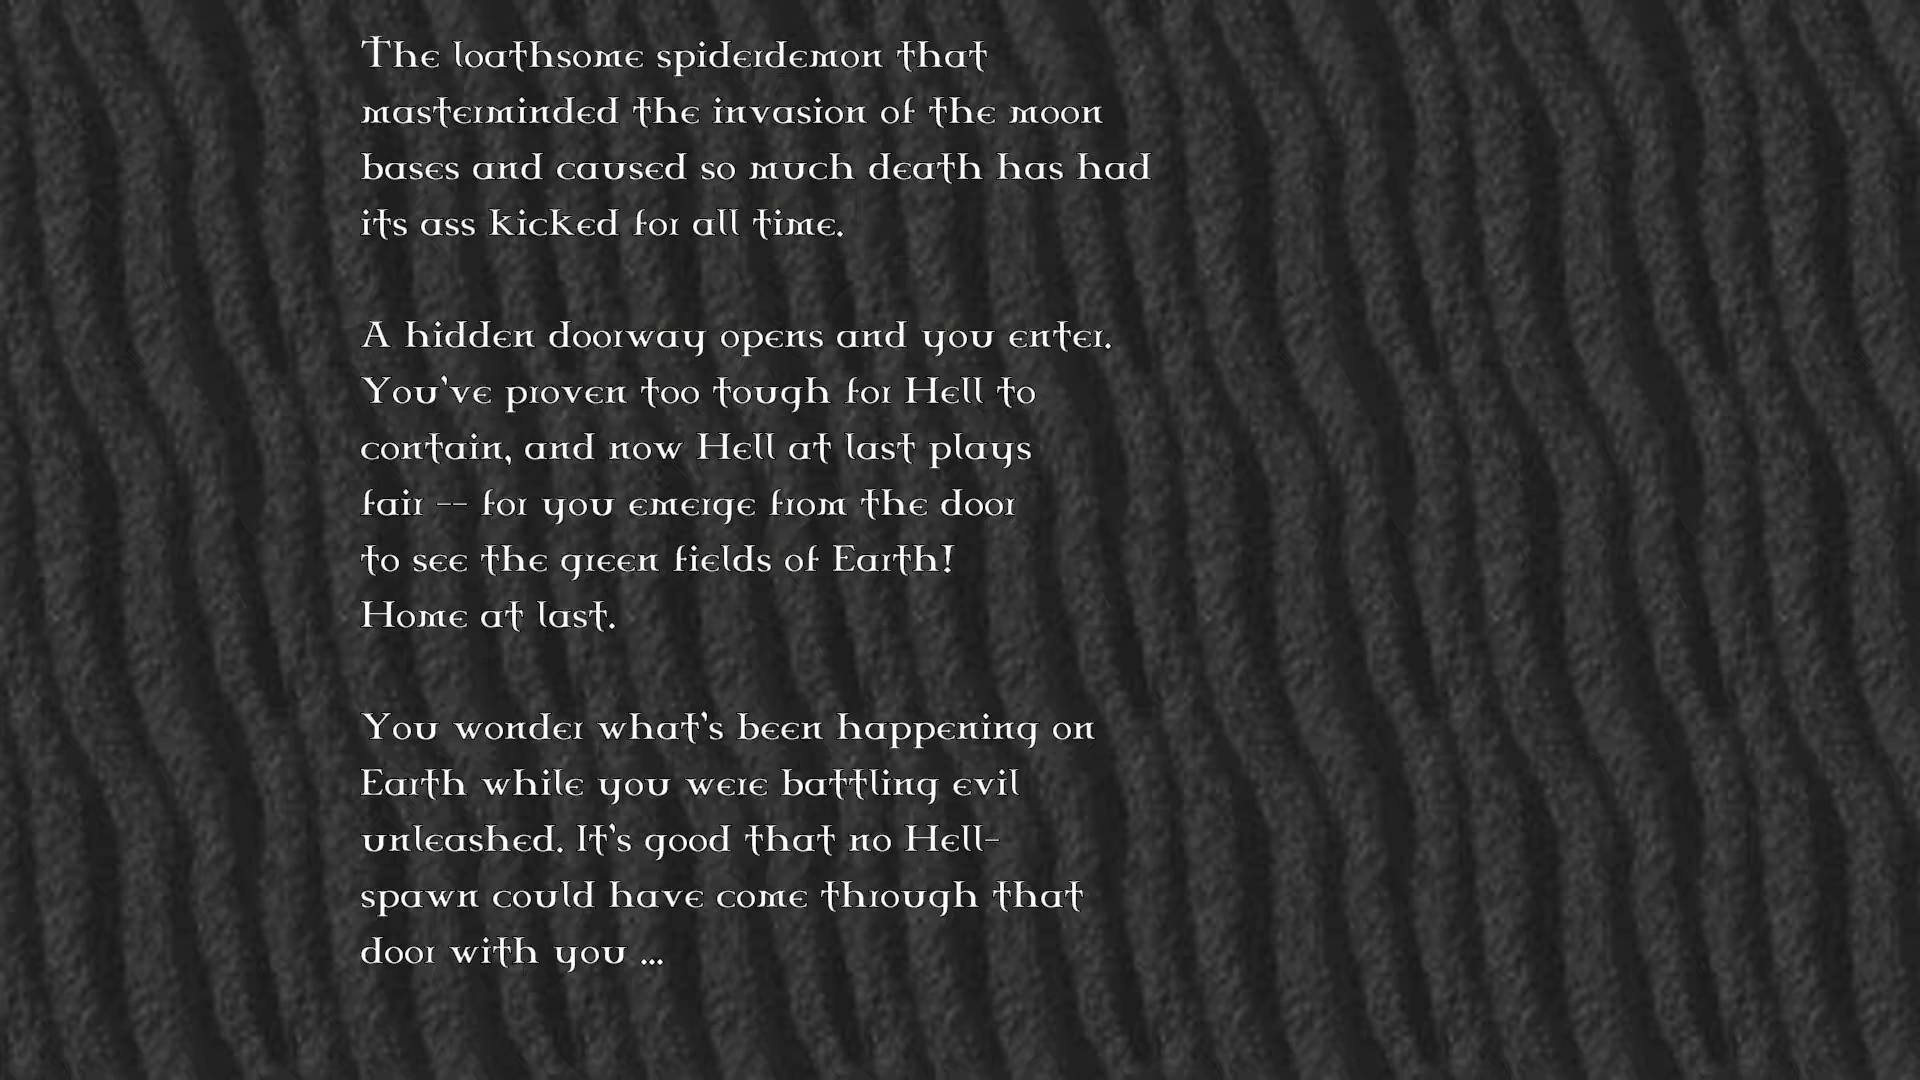 The loathsome spiderdemon that
masterminded the invasion of the moon
bases and caused so much death has had
its ass kicked for all time.
A hidden doorway opens and you enter.
You've proven too tough for Hell to
contain, and now Hell at last plays
fair -- for you emerge from the door
to see the green fields of Earth!
Home at last.
You wonder what's been happening on
Earth while you were battling evil
unleashed. It's good that no Hell-
spawn could have come through that
door with you ...